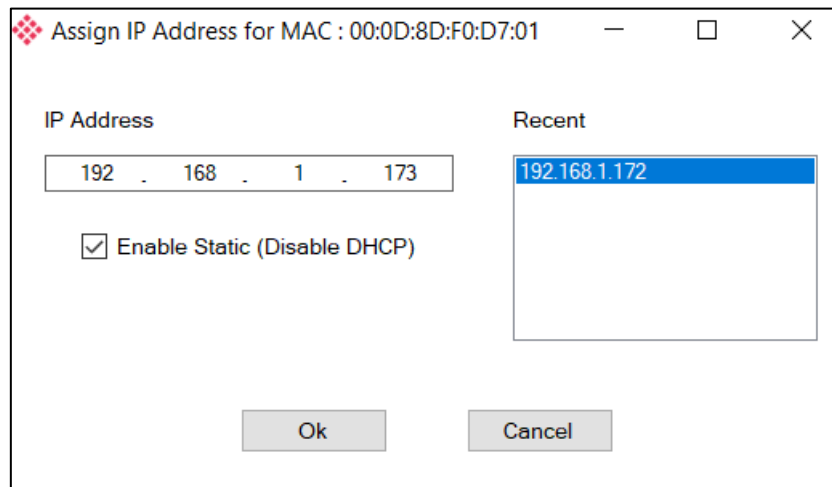 Assign IP Address for MAC : 00:0D:8D:F0:D7:01
IP Address
192 . 168 . 1 . 173
Enable Static (Disable DHCP)
Recent
192.168.1.172
Ok
Cancel